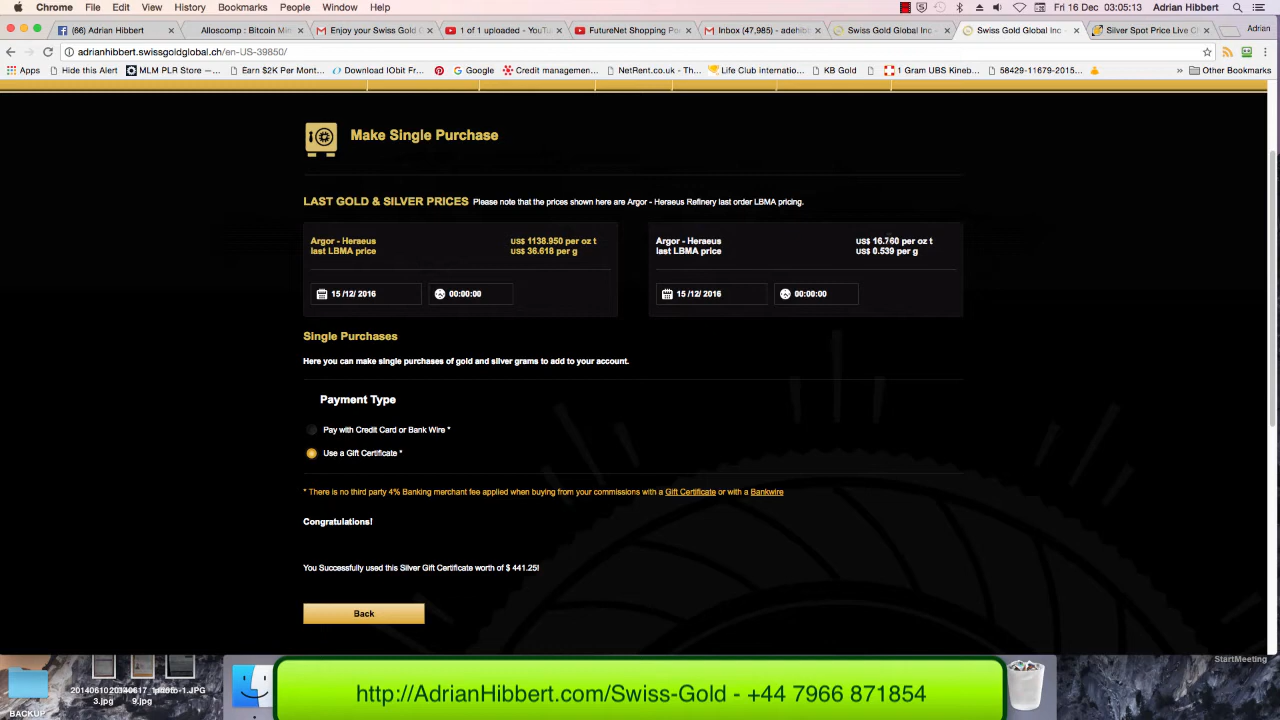 Chrome File Edit View History Bookmarks People Window Help Fri 16 Dec 05:05:13 Adrian Hibbert
(66) Adrian Hibbert Alloscomp : Bitcoin Mi Enjoy your Swiss Gold 1 of 1 uploaded - YouTu FutureNet Shopping Po Inbox (47,985) - adehib Swiss Gold Global Inc - Swiss Gold Global Inc - Silver Spot Price Live C Adrian
adrianhibbert.swissgoldglobal.ch/en-US-39850/
Apps Hide this Alert MLM PLR Store — ... Earn $2K Per Mont... Download IObit Fr... Google Credit managemen... NetRent.co.uk - Th... Life Club internatio... KB Gold 1 Gram UBS Kineb... 58429-11679-2015... » Other Bookmarks
Make Single Purchase
LAST GOLD & SILVER PRICES Please note that the prices shown here are Argor - Heraeus Refinery last order LBMA pricing.
Argor - Heraeus US$ 1138.950 per oz t Argor - Heraeus US$ 16.760 per oz t
last LBMA price US$ 36.618 per g last LBMA price US$ 0.539 per g
15 /12/ 2016 00:00:00 15 /12/ 2016 00:00:00
Single Purchases
Here you can make single purchases of gold and silver grams to add to your account.
Payment Type
Pay with Credit Card or Bank Wire *
Use a Gift Certificate *
* There is no third party 4% Banking merchant fee applied when buying from your commissions with a Gift Certificate or with a Bankwire
Congratulations!
You Successfully used this Silver Gift Certificate worth of $ 441.25!
Back
StartMeeting
3.jpg 9.jpg
BACKUP
http://AdrianHibbert.com/Swiss-Gold - +44 7966 871854